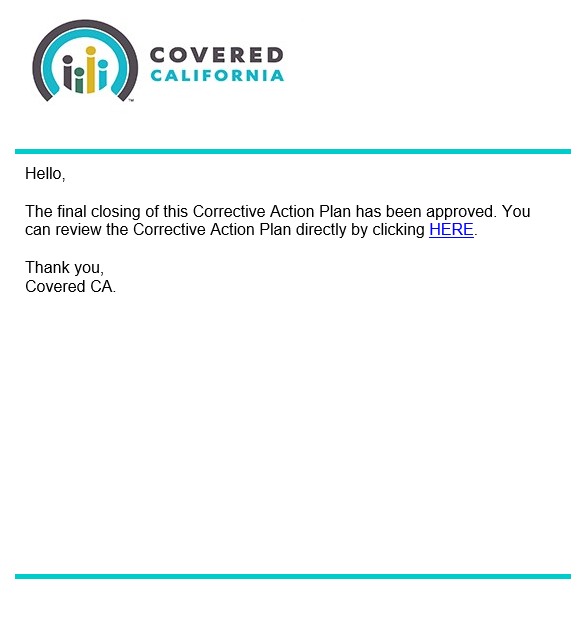 COVERED
CALIFORNIA
™
Hello,
The final closing of this Corrective Action Plan has been approved. You
can review the Corrective Action Plan directly by clicking HERE.
Thank you,
Covered CA.